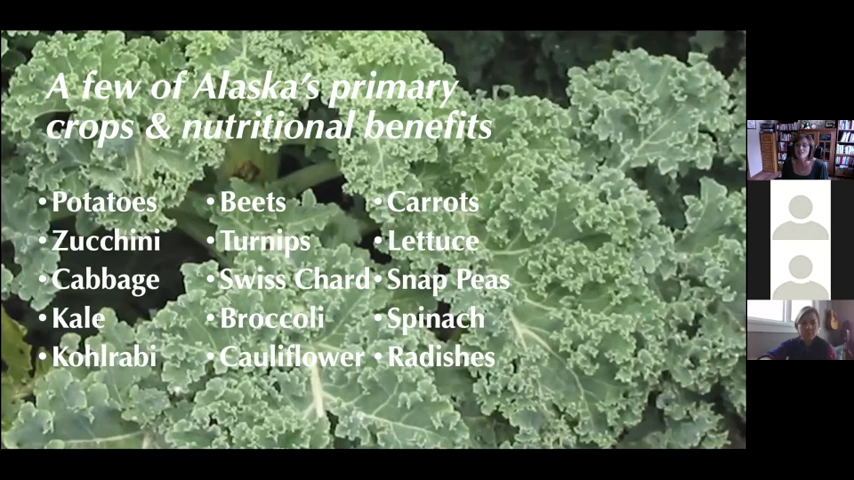 A few of Alaska's primary
crops & nutritional benefits
• Potatoes
• Zucchini
• Cabbage
• Kale
• Kohlrabi
• Beets
• Turnips
• Swiss Chard
• Broccoli
• Cauliflower
• Carrots
• Lettuce
• Snap Peas
• Spinach
• Radishes